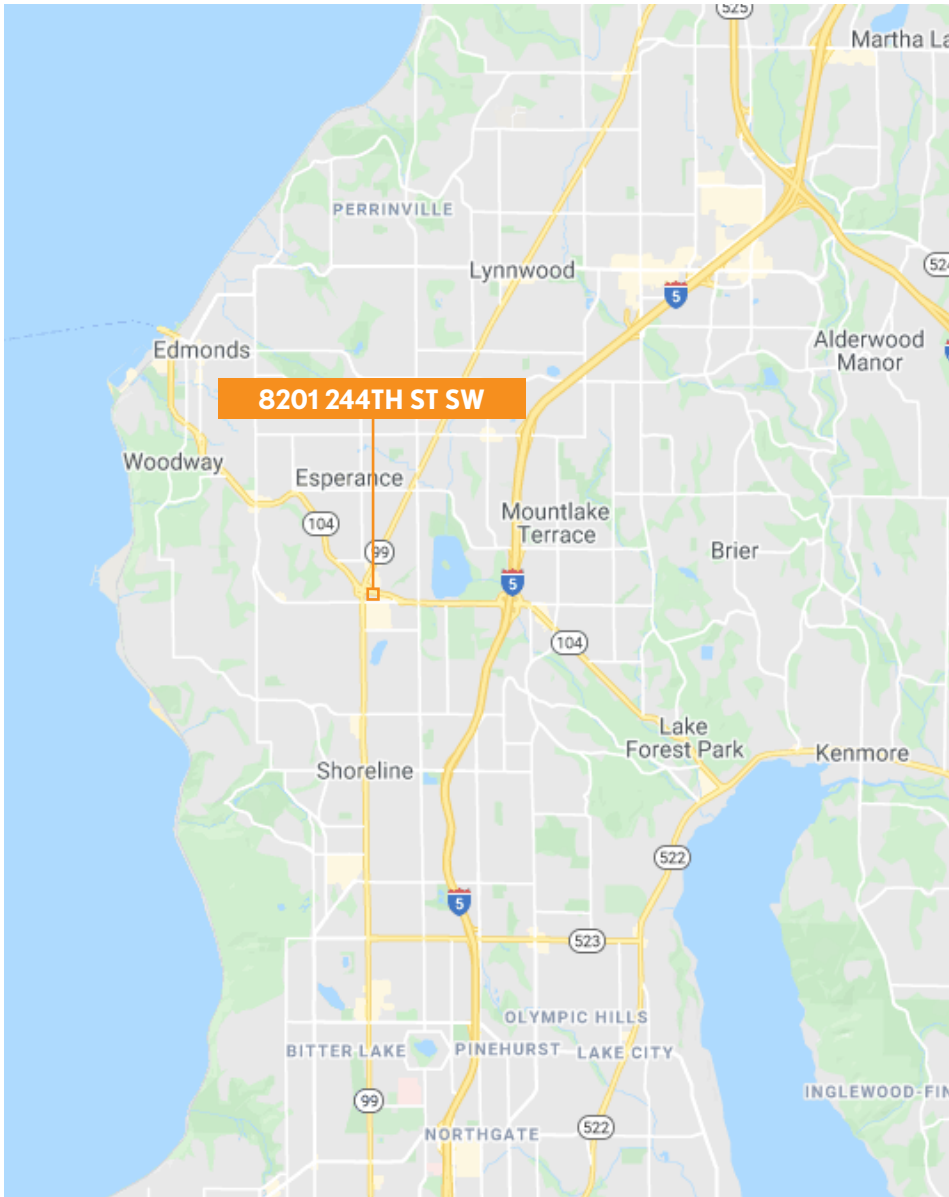 525
Martha La
PERRINVILLE
Lynnwood
524
5
Alderwood
Manor
Edmonds
8201 244TH ST SW
Woodway
Esperance
104
Mountlake
Terrace
99
Brier
5
104
Lake
Forest Park
Kenmore
Shoreline
522
5
523
OLYMPIC HILLS
BITTER LAKE
PINEHURST
LAKE CITY
99
INGLEWOOD-FIN
522
NORTHGATE